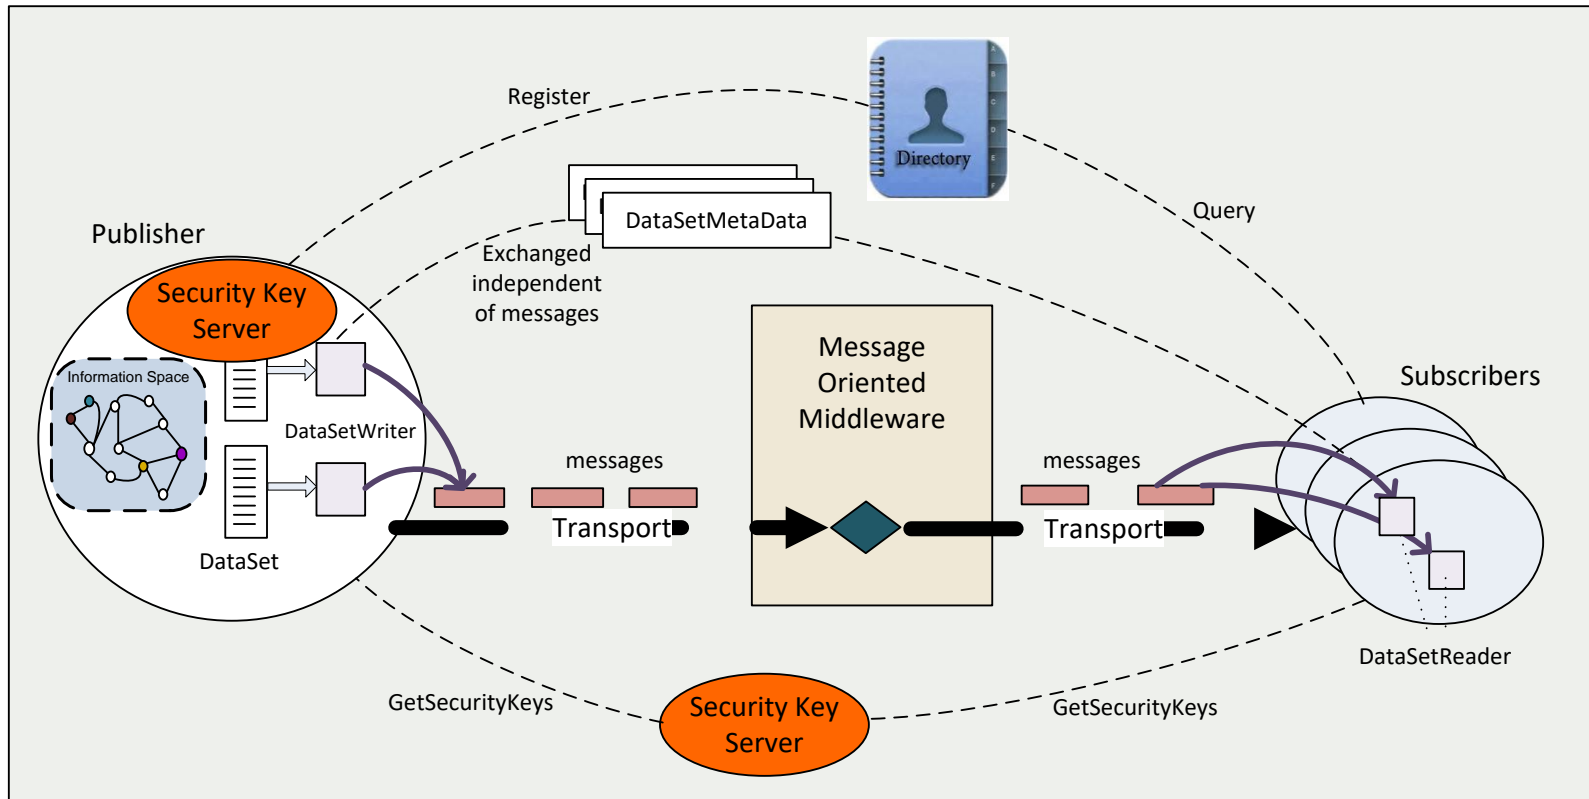 Register
Directory
A
B
C
D
E
F
Query
DataSetMetaData
Publisher
Exchanged
independent
of messages
Security Key
Server
Information Space
Message
Oriented
Middleware
Subscribers
DataSetWriter
messages
messages
Transport
Transport
DataSet
DataSetReader
GetSecurityKeys
GetSecurityKeys
Security Key
Server